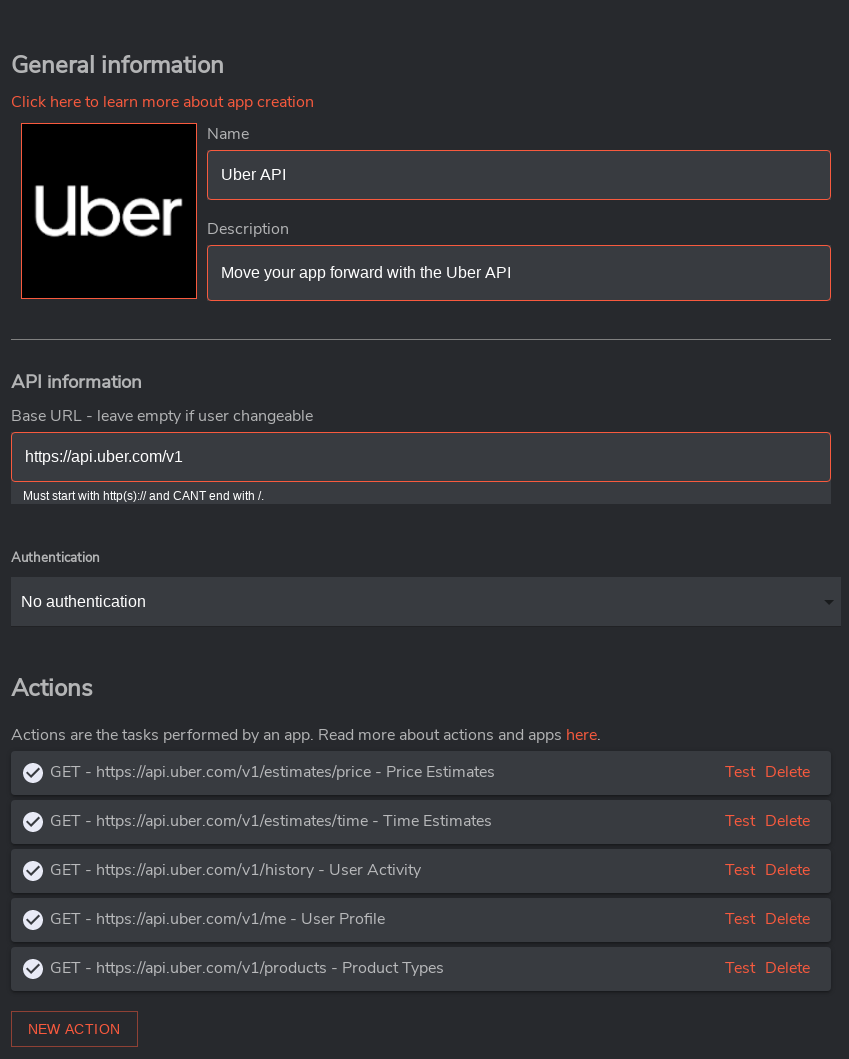 General information
Click here to learn more about app creation
Uber
Name
Uber API
Description
Move your app forward with the Uber API
API information
Base URL - leave empty if user changeable
https://api.uber.com/v1
Must start with http(s):// and CANT end with /.
Authentication
No authentication
Actions
Actions are the tasks performed by an app. Read more about actions and apps here.
GET - https://api.uber.com/v1/estimates/price - Price Estimates Test Delete
GET - https://api.uber.com/v1/estimates/time - Time Estimates Test Delete
GET - https://api.uber.com/v1/history - User Activity Test Delete
GET - https://api.uber.com/v1/me - User Profile Test Delete
GET - https://api.uber.com/v1/products - Product Types Test Delete
NEW ACTION